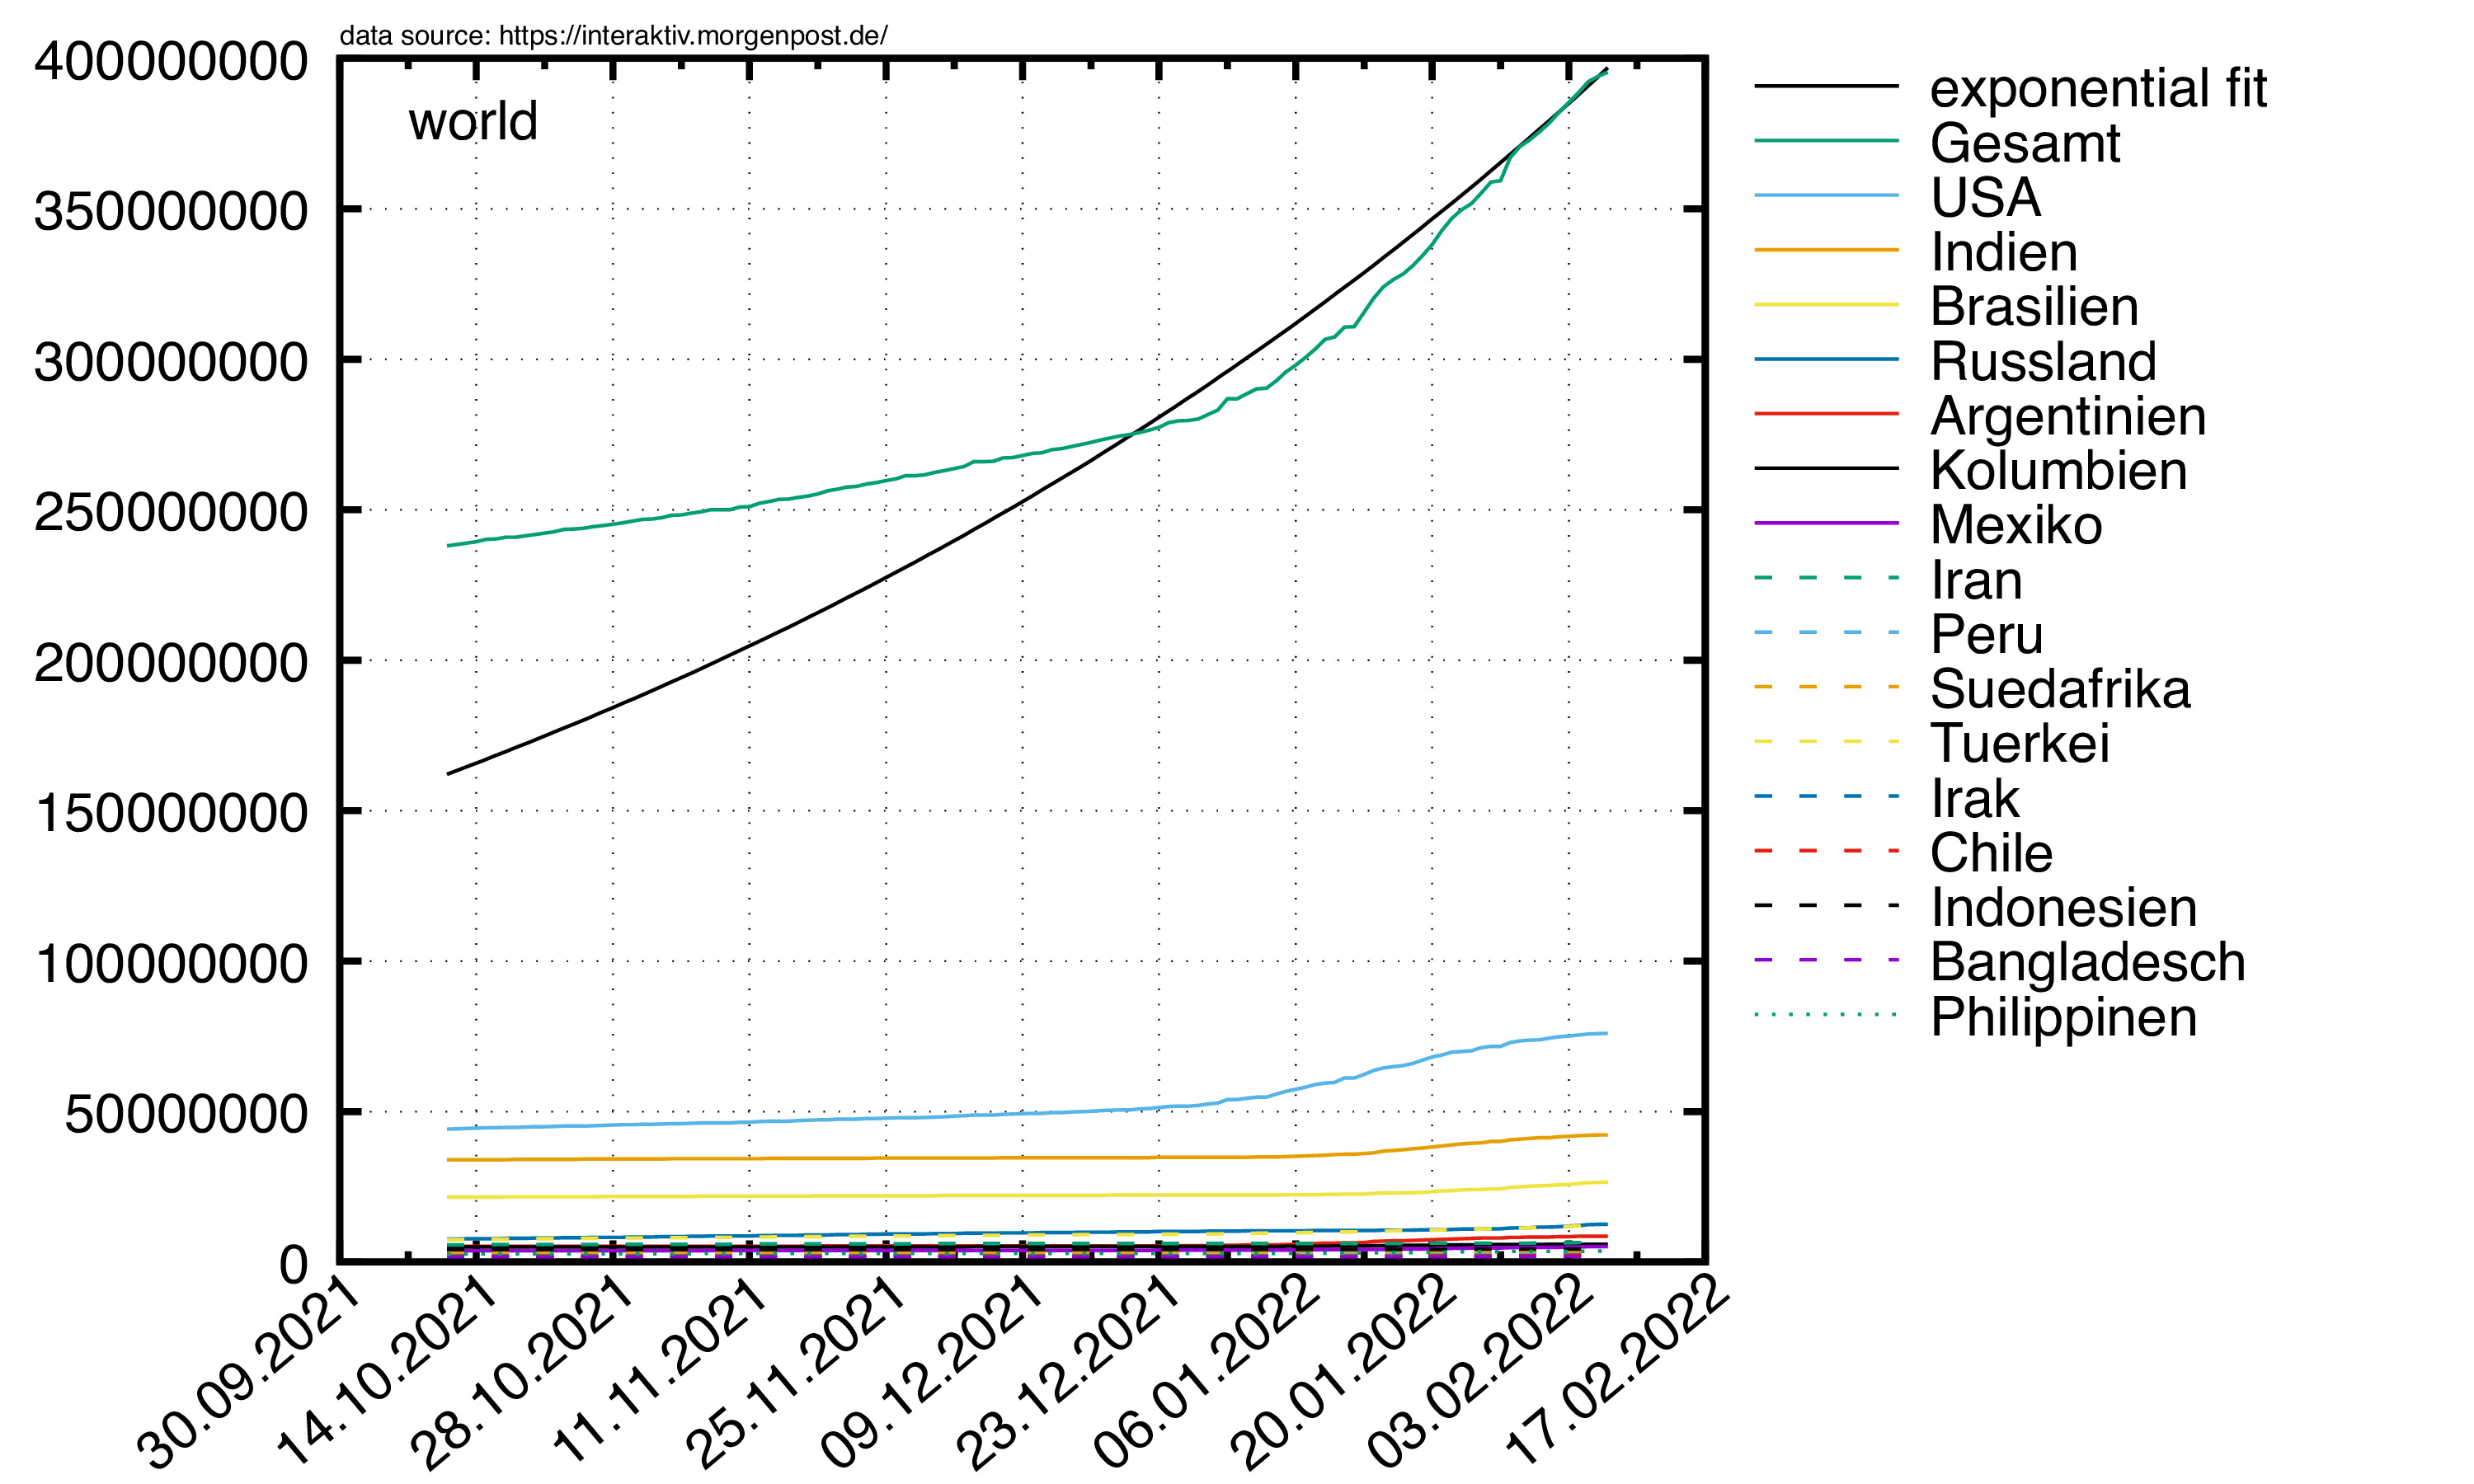 data source: https://interaktiv.morgenpost.de/
400000000
350000000
300000000
250000000
200000000
150000000
100000000
50000000
0
world
30.09.2021
14.10.2021
28.10.2021
11.11.2021
25.11.2021
09.12.2021
23.12.2021
06.01.2022
20.01.2022
03.02.2022
17.02.2022
exponential fit
Gesamt
USA
Indien
Brasilien
Russland
Argentinien
Kolumbien
Mexiko
Iran
Peru
Suedafrika
Tuerkei
Irak
Chile
Indonesien
Bangladesch
Philippinen